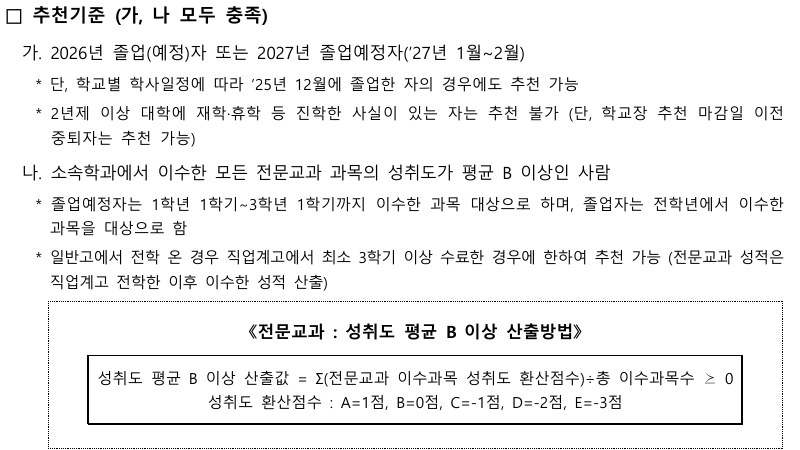 □ 추천기준 (가, 나 모두 충족)
가. 2026년 졸업(예정)자 또는 2027년 졸업예정자('27년 1월~2월)
* 단, 학교별 학사일정에 따라 '25년 12월에 졸업한 자의 경우에도 추천 가능
* 2년제 이상 대학에 재학·휴학 등 진학한 사실이 있는 자는 추천 불가 (단, 학교장 추천 마감일 이전
중퇴자는 추천 가능)
나. 소속학과에서 이수한 모든 전문교과 과목의 성취도가 평균 B 이상인 사람
* 졸업예정자는 1학년 1학기~3학년 1학기까지 이수한 과목 대상으로 하며, 졸업자는 전학년에서 이수한
과목을 대상으로 함
* 일반고에서 전학 온 경우 직업계고에서 최소 3학기 이상 수료한 경우에 한하여 추천 가능 (전문교과 성적은
직업계고 전학한 이후 이수한 성적 산출)
《전문교과 : 성취도 평균 B 이상 산출방법》
성취도 평균 B 이상 산출값 = Σ(전문교과 이수과목 성취도 환산점수)÷총 이수과목수 ≥ 0
성취도 환산점수 : A=1점, B=0점, C=-1점, D=-2점, E=-3점